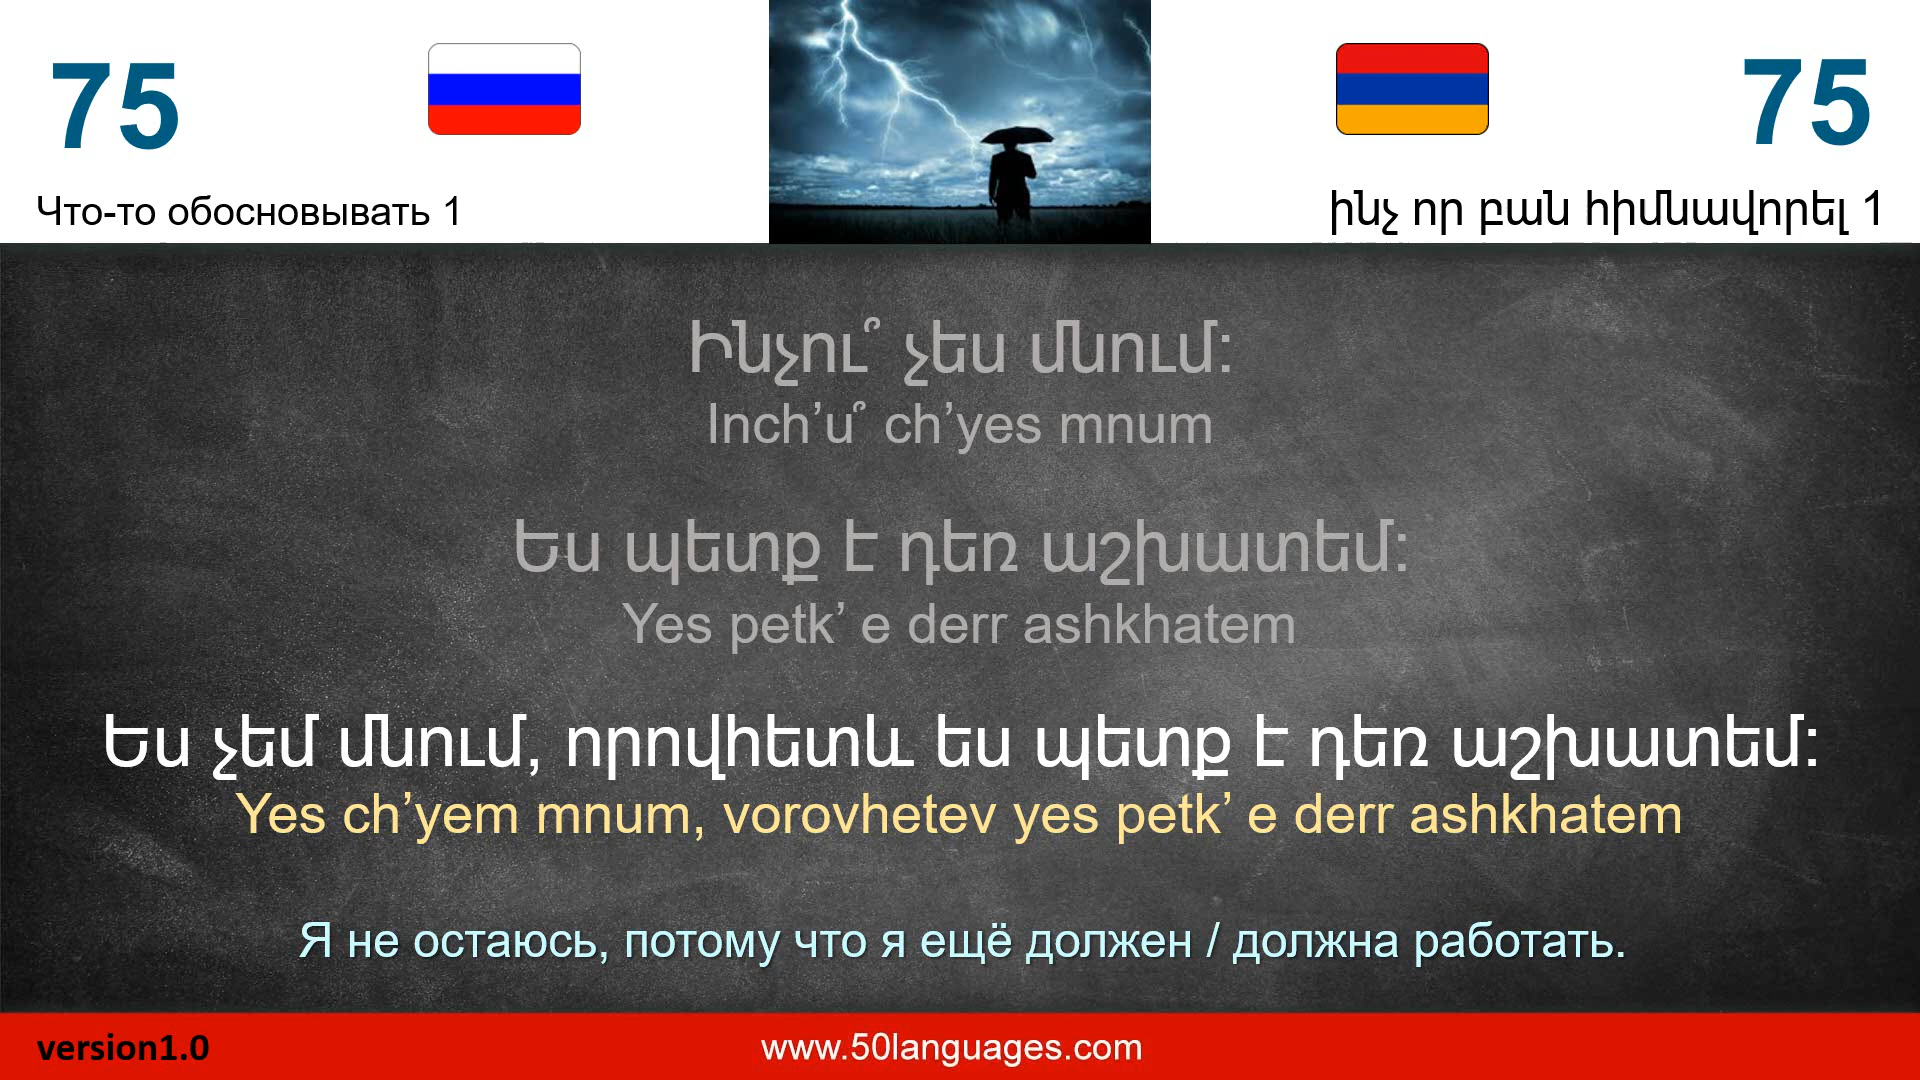 75
75
Что-то обосновывать 1
ինչ որ բան հիմնավորել 1
Ինչու՞ չես մնում:
Inch’u՞ ch’yes mnum
Ես պետք է դեռ աշխատեմ:
Yes petk’ e derr ashkhatem
Ես չեմ մնում, որովհետև ես պետք է դեռ աշխատեմ:
Yes ch’yem mnum, vorovhetev yes petk’ e derr ashkhatem
Я не остаюсь, потому что я ещё должен / должна работать.
version1.0
www.50languages.com